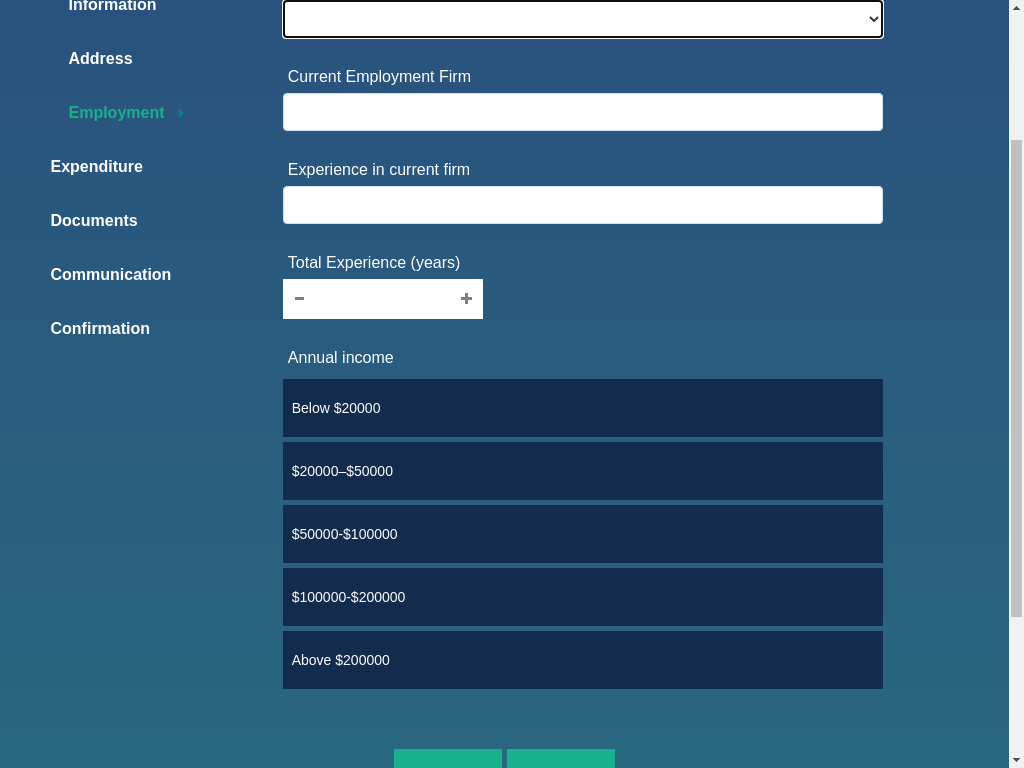 Information
Address
Employment
Expenditure
Documents
Communication
Confirmation
Current Employment Firm
Experience in current firm
Total Experience (years)
Annual income
Below $20000
$20000–$50000
$50000-$100000
$100000-$200000
Above $200000